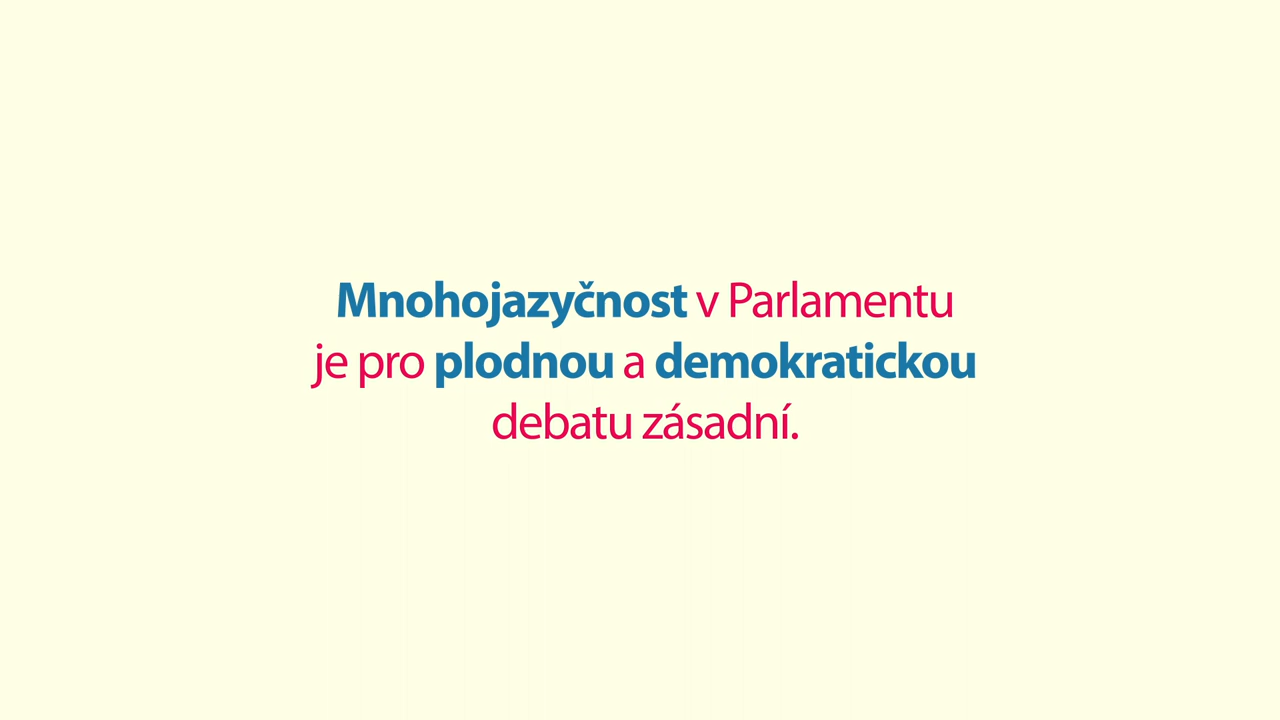 Mnohojazyčnost v Parlamentu
je pro plodnou a demokratickou
debatu zásadní.